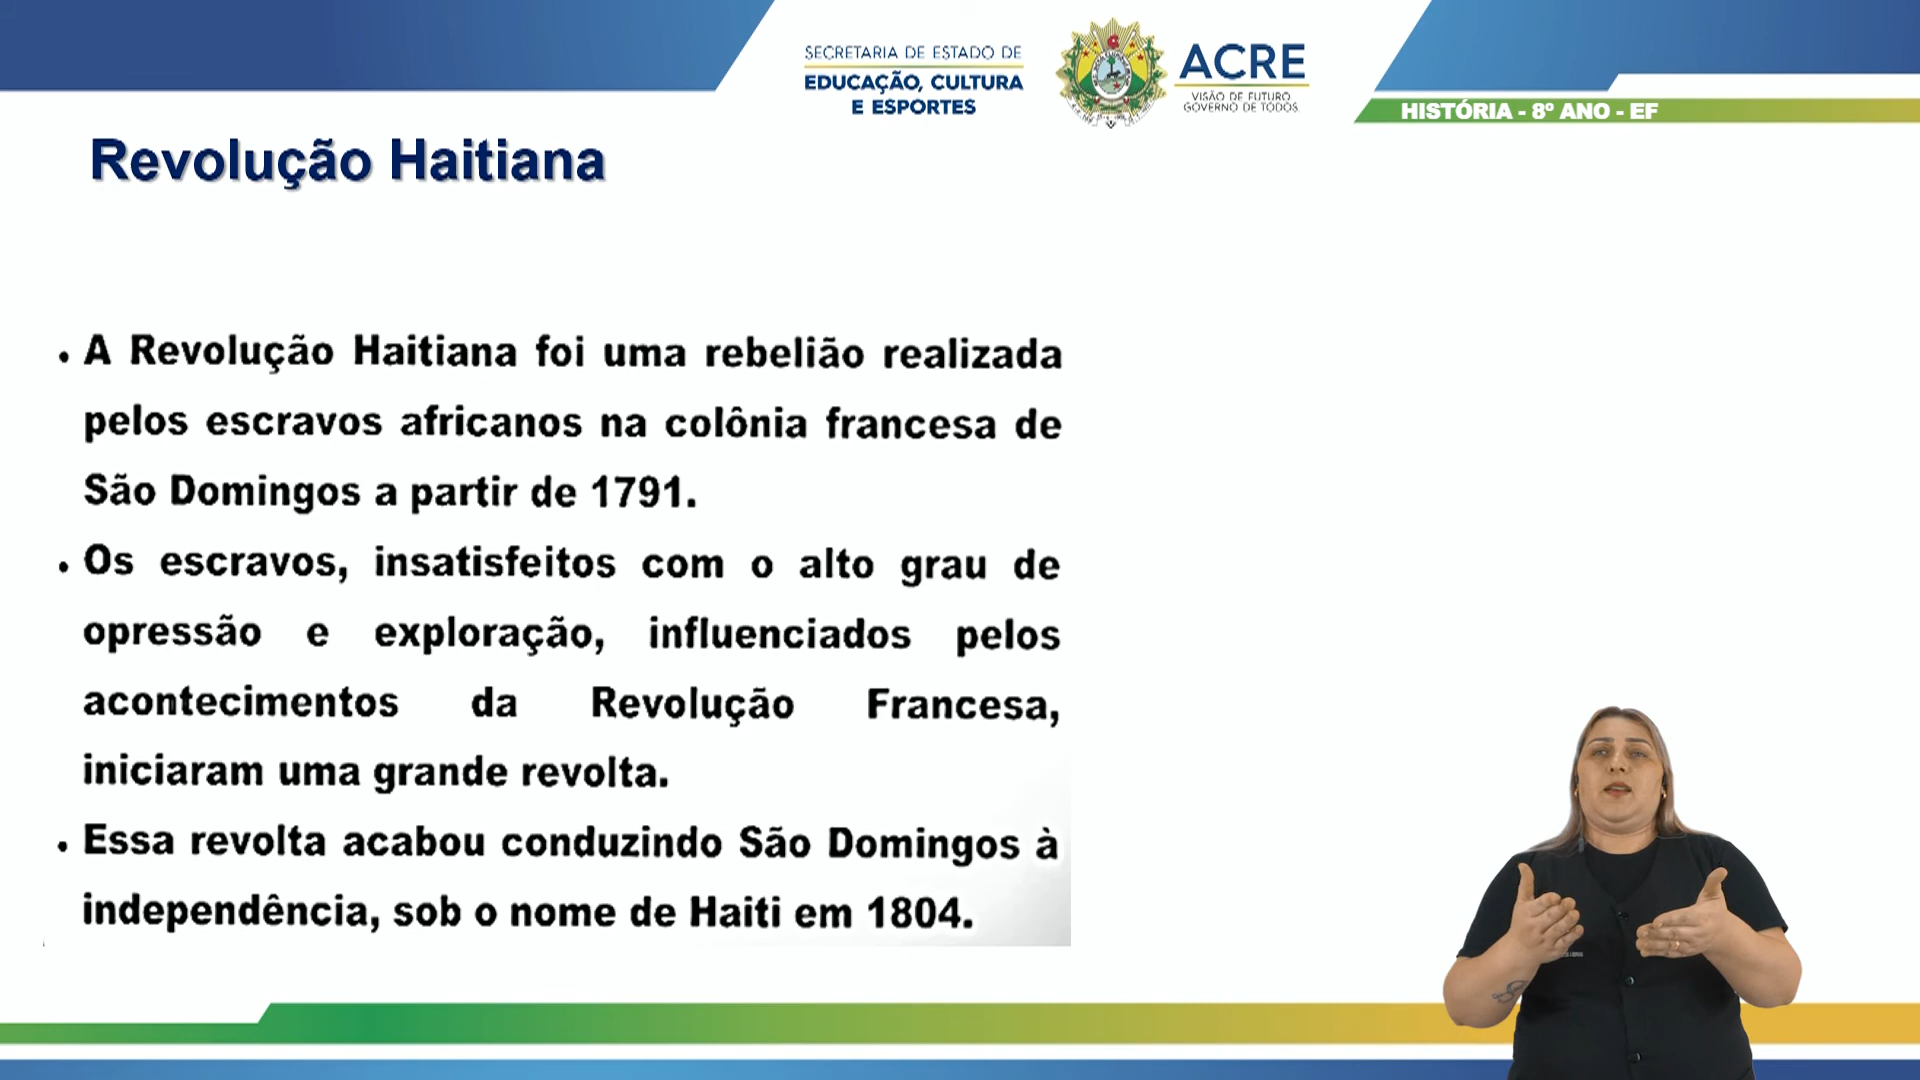 SECRETARIA DE ESTADO DE
EDUCAÇÃO, CULTURA
E ESPORTES
ACRE
VISÃO DE FUTURO
GOVERNO DE TODOS
HISTÓRIA - 8º ANO - EF
Revolução Haitiana
• A Revolução Haitiana foi uma rebelião realizada
pelos escravos africanos na colônia francesa de
São Domingos a partir de 1791.
• Os escravos, insatisfeitos com o alto grau de
opressão e exploração, influenciados pelos
acontecimentos da Revolução Francesa,
iniciaram uma grande revolta.
• Essa revolta acabou conduzindo São Domingos à
independência, sob o nome de Haiti em 1804.